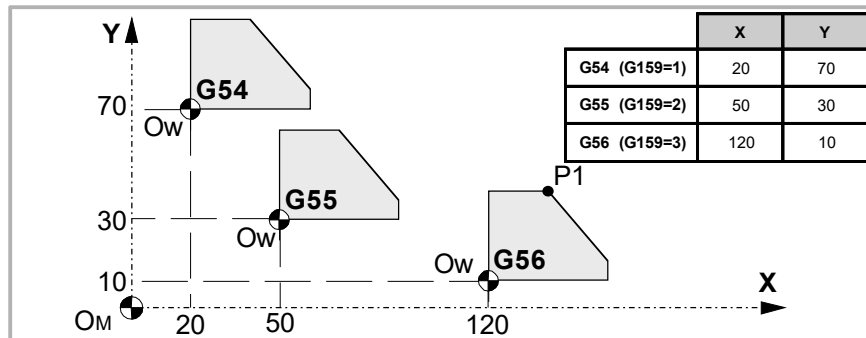 Y
X Y
G54 (G159=1) 20 70
G55 (G159=2) 50 30
G56 (G159=3) 120 10
70
G54
Ow
P1
30
G55
Ow
10
Ow
G56
X
OM
20 50 120